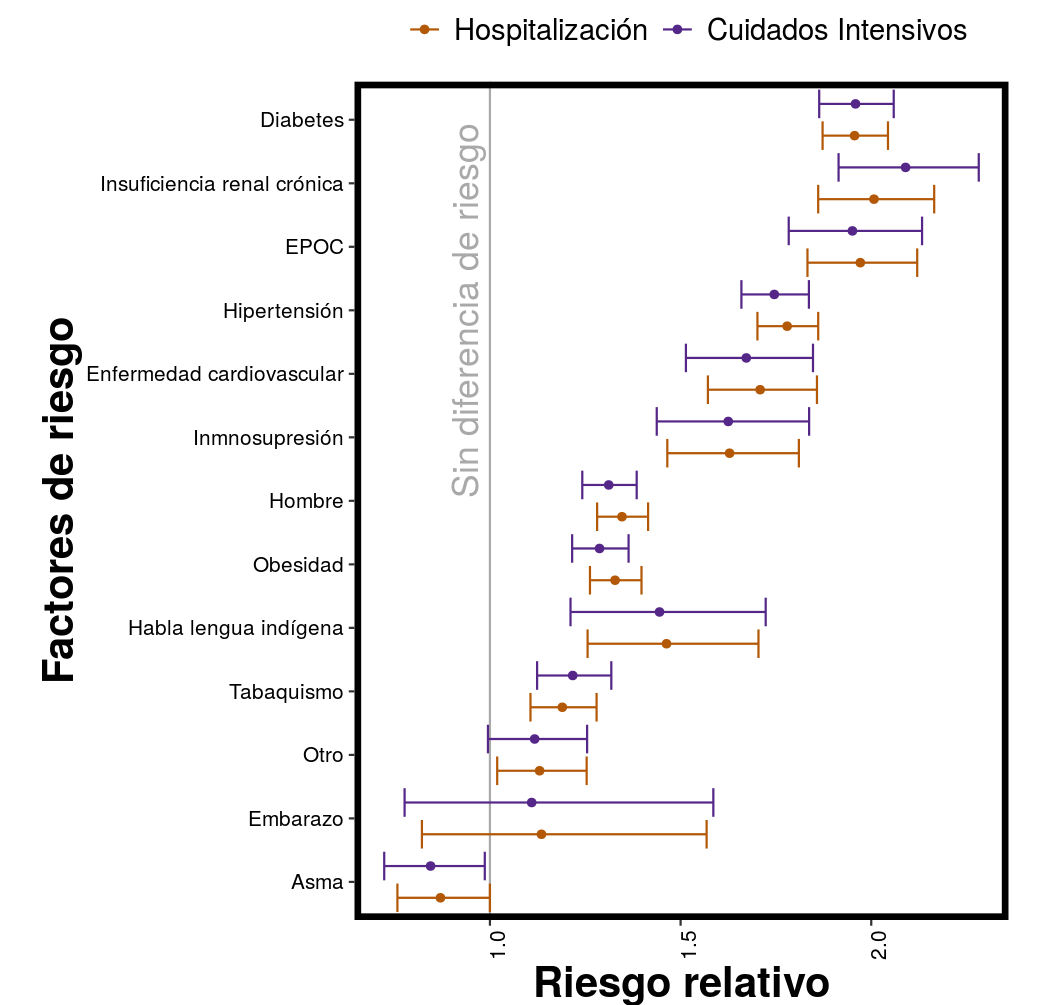 Hospitalización Cuidados Intensivos
Sin diferencia de riesgo
Factores de riesgo
Diabetes
Insuficiencia renal crónica
EPOC
Hipertensión
Enfermedad cardiovascular
Inmnosupresión
Hombre
Obesidad
Habla lengua indígena
Tabaquismo
Otro
Embarazo
Asma
1.0 1.5 2.0
Riesgo relativo